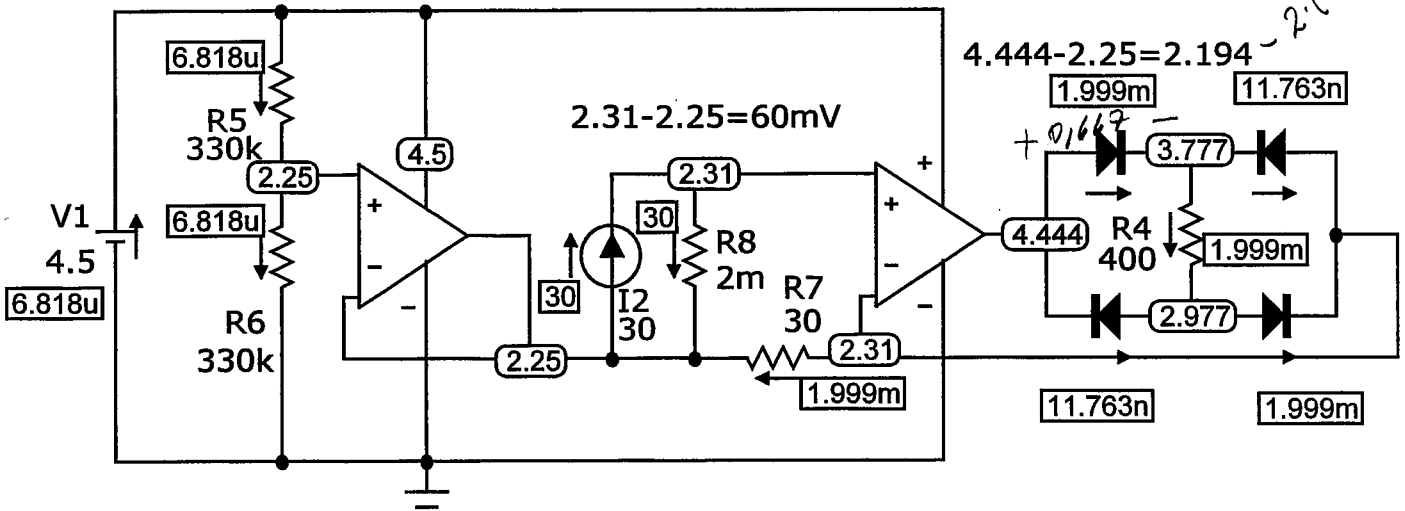 4.444-2.25=2.194
6.818u
1.999m
11.763n
R5
330k
2.31-2.25=60mV
+ 0,667 -
4.5
+
3.777
2.25
2.31
+
+
V1
4.5
6.818u
6.818u
-
30
30
R8
2m
I2
30
-
4.444
R4
400
1.999m
R7
30
-
-
R6
330k
2.25
2.31
2.977
1.999m
11.763n
1.999m